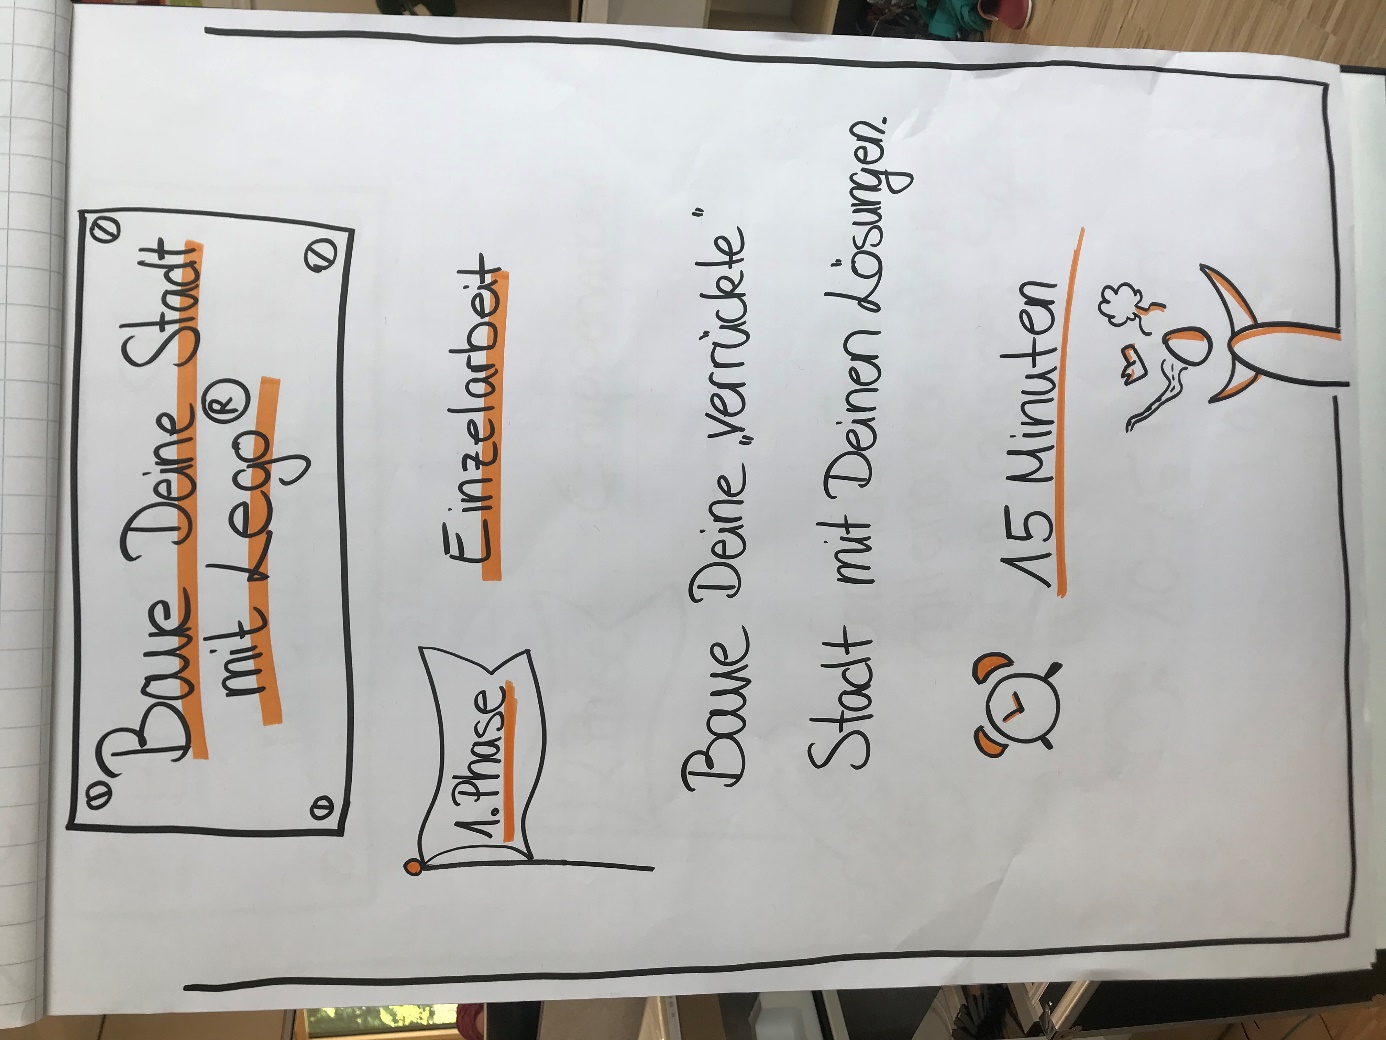 Baue Deine Stadt
mit Lego®
1. Phase
Einzelarbeit
Baue Deine „verrückte"
Stadt mit Deinen Lösungen.
15 Minuten